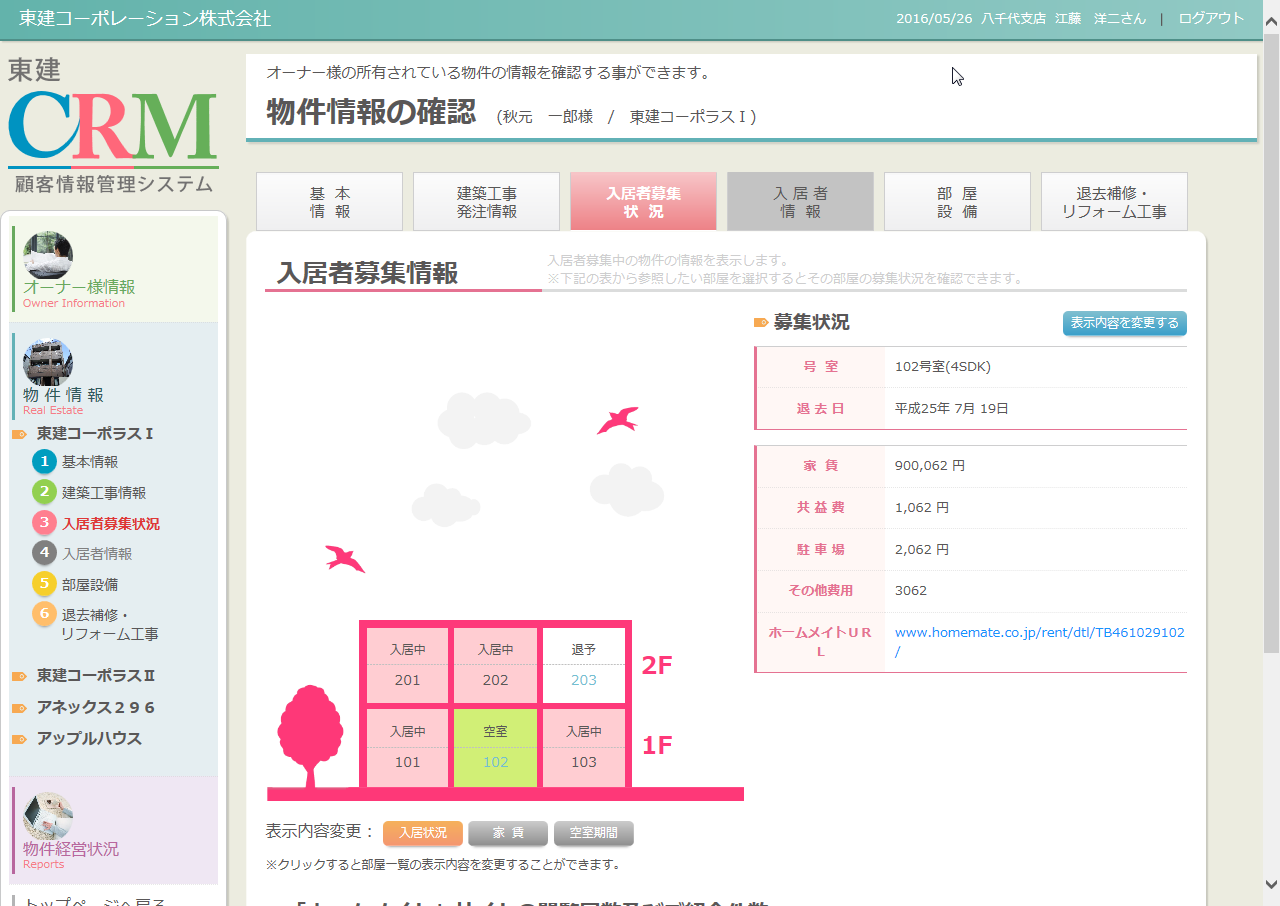 東建コーポレーション株式会社
2016/05/26 八千代支店 江藤　洋二さん | ログアウト
東建
CRM
顧客情報管理システム
オーナー様の所有されている物件の情報を確認する事ができます。
物件情報の確認 (秋元　一郎様　/　東建コーポラスⅠ)
基 本
情 報
建築工事
発注情報
入居者募集
状 況
入 居 者
情 報
部 屋
設 備
退去補修・
リフォーム工事
オーナー様情報
Owner Information
物 件 情 報
Real Estate
東建コーポラスⅠ
1 基本情報
2 建築工事情報
3 入居者募集状況
4 入居者情報
5 部屋設備
6 退去補修・
リフォーム工事
東建コーポラスⅡ
アネックス２９６
アップルハウス
物件経営状況
Reports
トップページへ戻る
入居者募集情報
入居者募集中の物件の情報を表示します。
※下記の表から参照したい部屋を選択するとその部屋の募集状況を確認できます。
入居中
201
入居中
202
退予
203
2F
入居中
101
空室
102
入居中
103
1F
表示内容変更： 入居状況 家 賃 空室期間
※クリックすると部屋一覧の表示内容を変更することができます。
募集状況 表示内容を変更する
号 室 102号室(4SDK)
退 去 日 平成25年 7月 19日
家 賃 900,062 円
共 益 費 1,062 円
駐 車 場 2,062 円
その他費用 3062
ホームメイトＵＲ
Ｌ
www.homemate.co.jp/rent/dtl/TB461029102
/